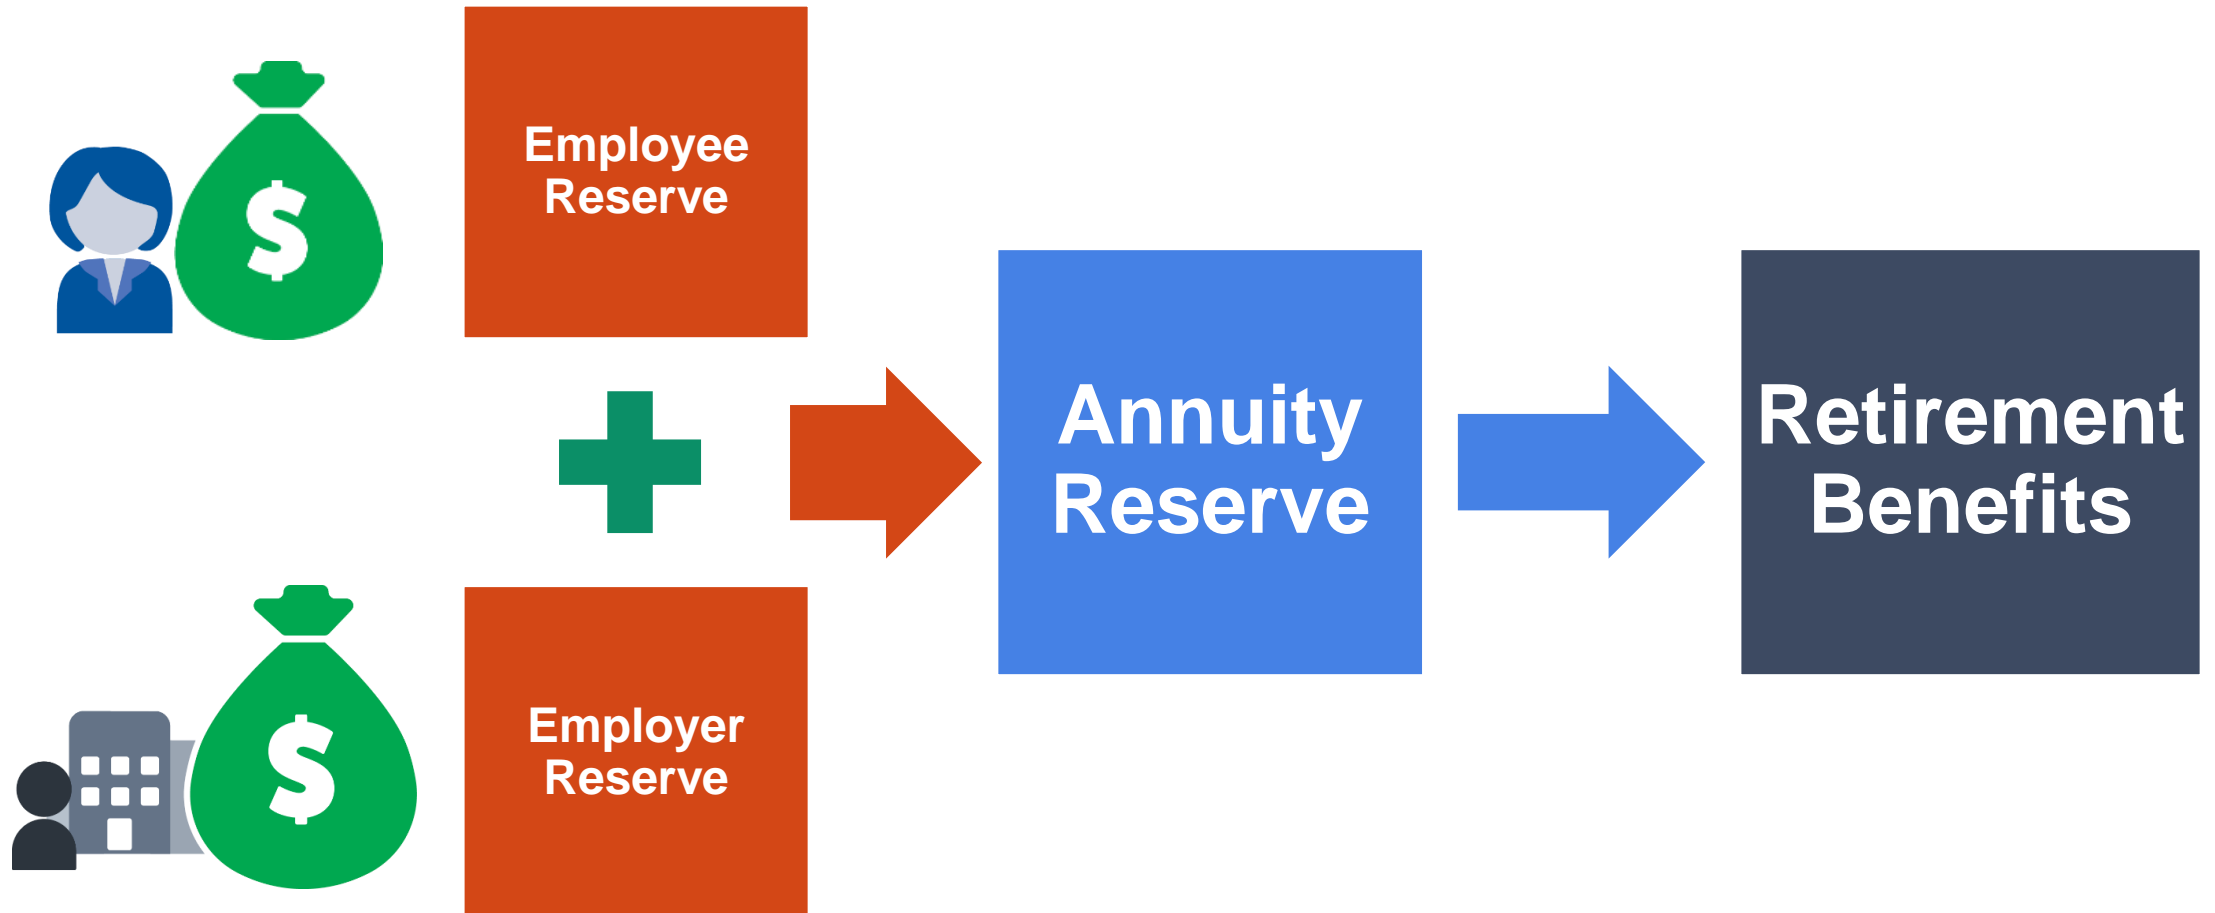 $
Employee
Reserve
Annuity
Reserve
Retirement
Benefits
$
Employer
Reserve